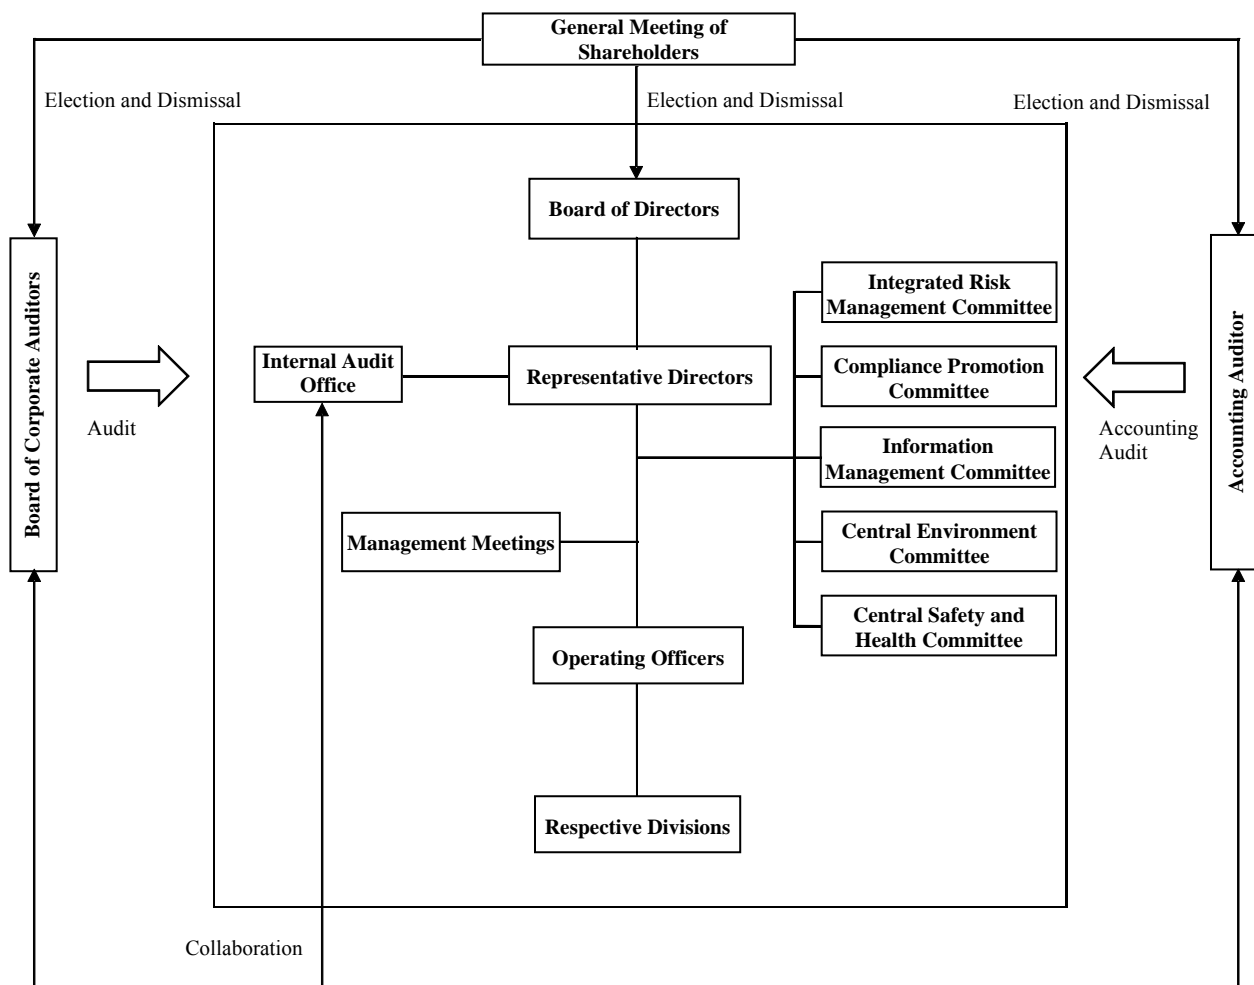 General Meeting of
Shareholders
Election and Dismissal
Election and Dismissal
Election and Dismissal
Board of Directors
Board of Corporate Auditors
Accounting Auditor
Integrated Risk
Management Committee
Internal Audit
Office
Representative Directors
Compliance Promotion
Committee
Audit
Accounting
Audit
Information
Management Committee
Management Meetings
Central Environment
Committee
Central Safety and
Health Committee
Operating Officers
Respective Divisions
Collaboration